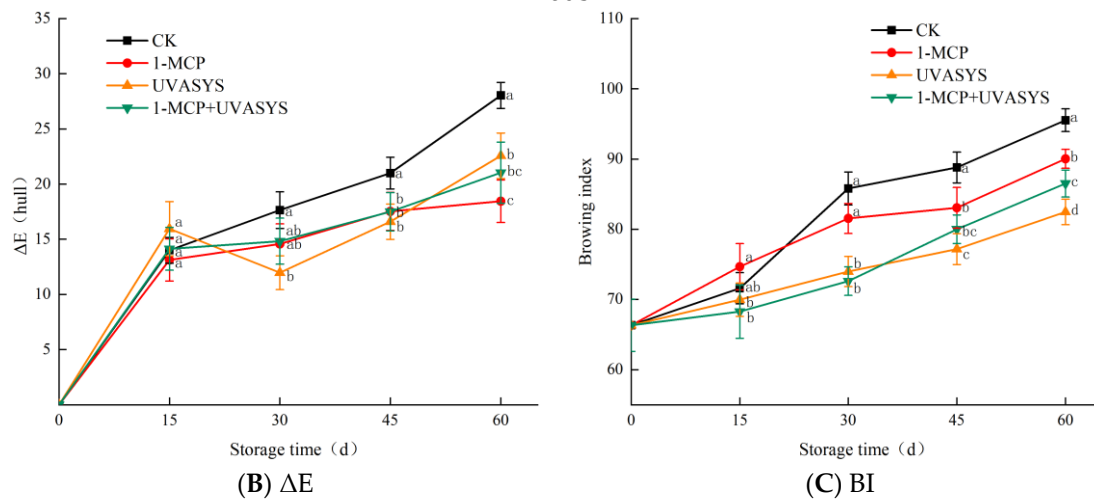 35
30
25
20
15
10
5
ΔE (hull)
CK
1-MCP
UVASYS
1-MCP+UVASYS
a
a
a
a
a
ab
ab
b
a
b
b
b
a
b
bc
c
0
15
30
45
60
Storage time（d）
(B) ΔE
110
100
90
80
70
60
Browing index
CK
1-MCP
UVASYS
1-MCP+UVASYS
a
ab
b
b
a
a
b
b
a
b
bc
c
a
b
c
d
0
15
30
45
60
Storage time（d）
(C) BI